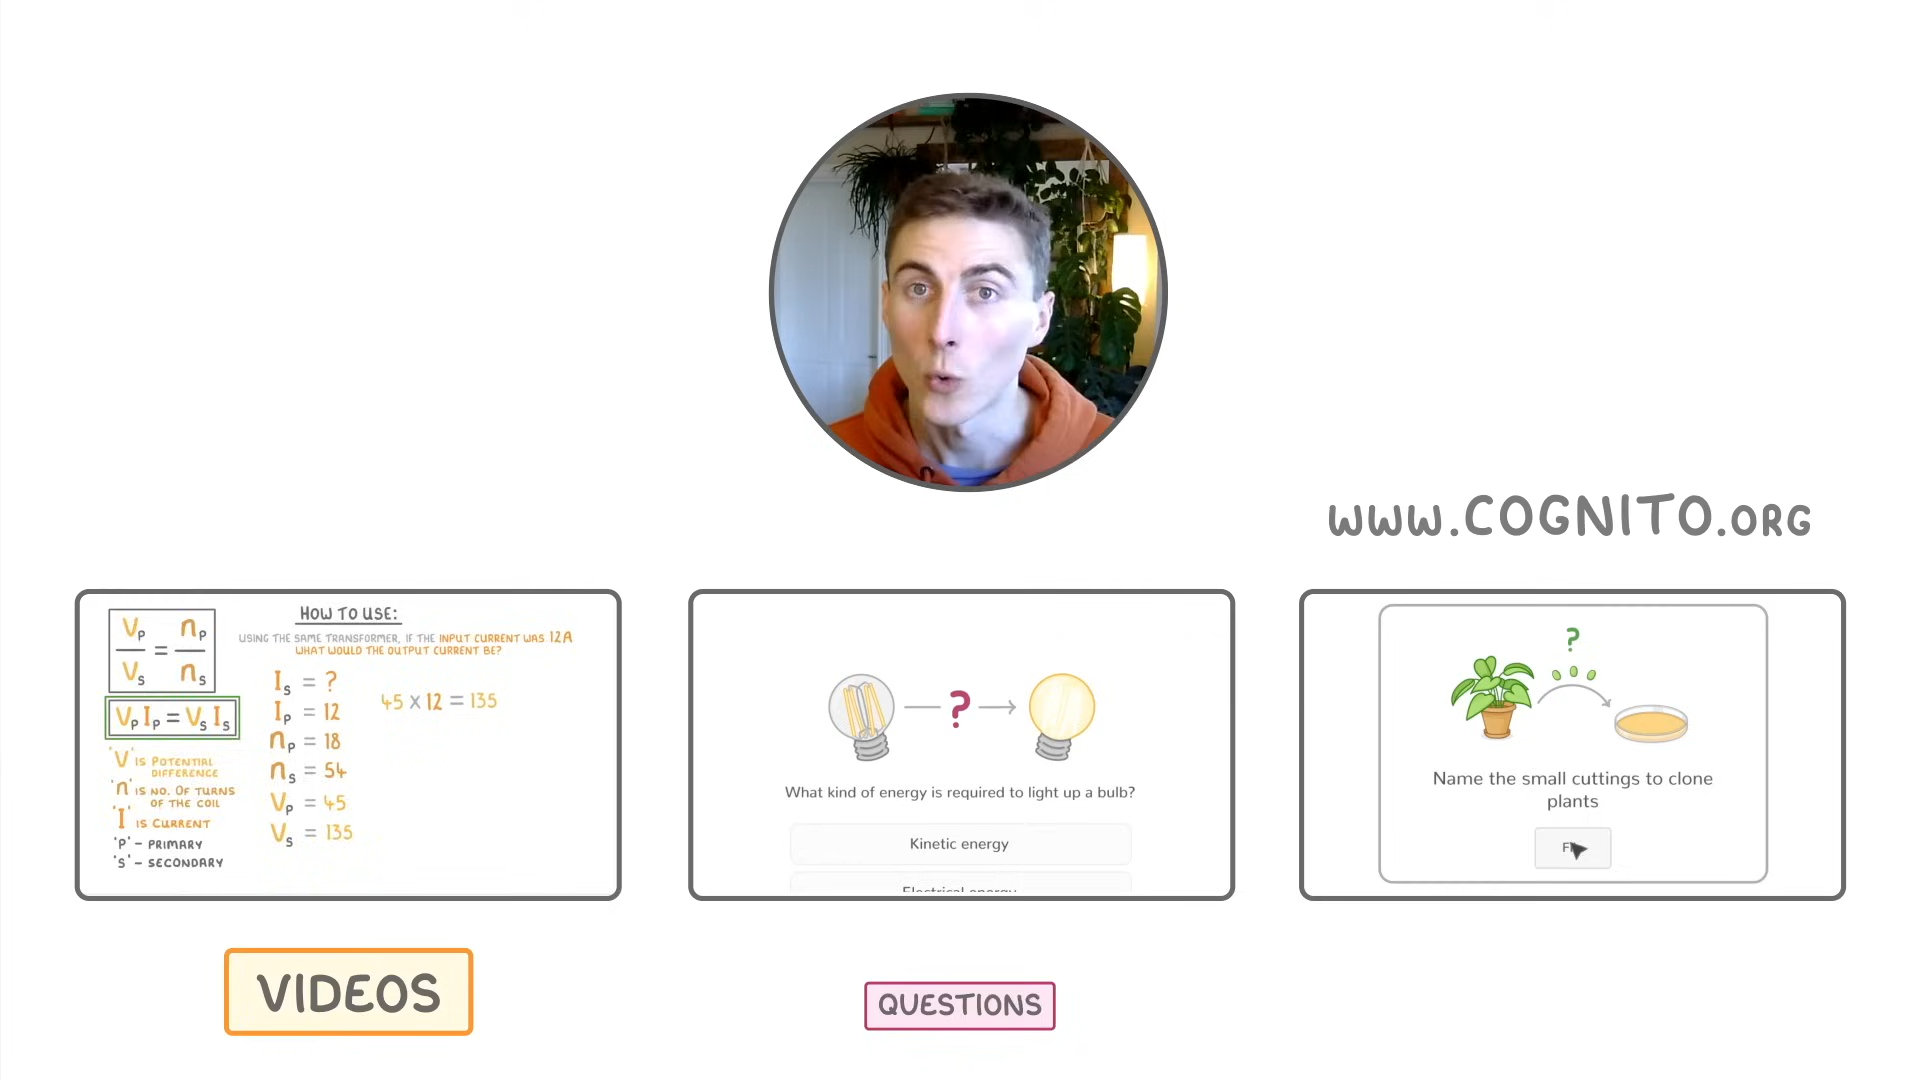 www.COGNITO.ORG
Vp / Vs = np / ns
VpIp = VsIs
'V' IS POTENTIAL
DIFFERENCE
'n' IS NO. OF TURNS
OF THE COIL
'I' IS CURRENT
'P' - PRIMARY
'S' - SECONDARY
HOW TO USE:
USING THE SAME TRANSFORMER, IF THE INPUT CURRENT WAS 12A
WHAT WOULD THE OUTPUT CURRENT BE?
Is = ?
Ip = 12
np = 18
ns = 54
Vp = 45
Vs = 135
45 x 12 = 135
?
What kind of energy is required to light up a bulb?
Kinetic energy
Electrical energy
?
Name the small cuttings to clone
plants
VIDEOS
QUESTIONS